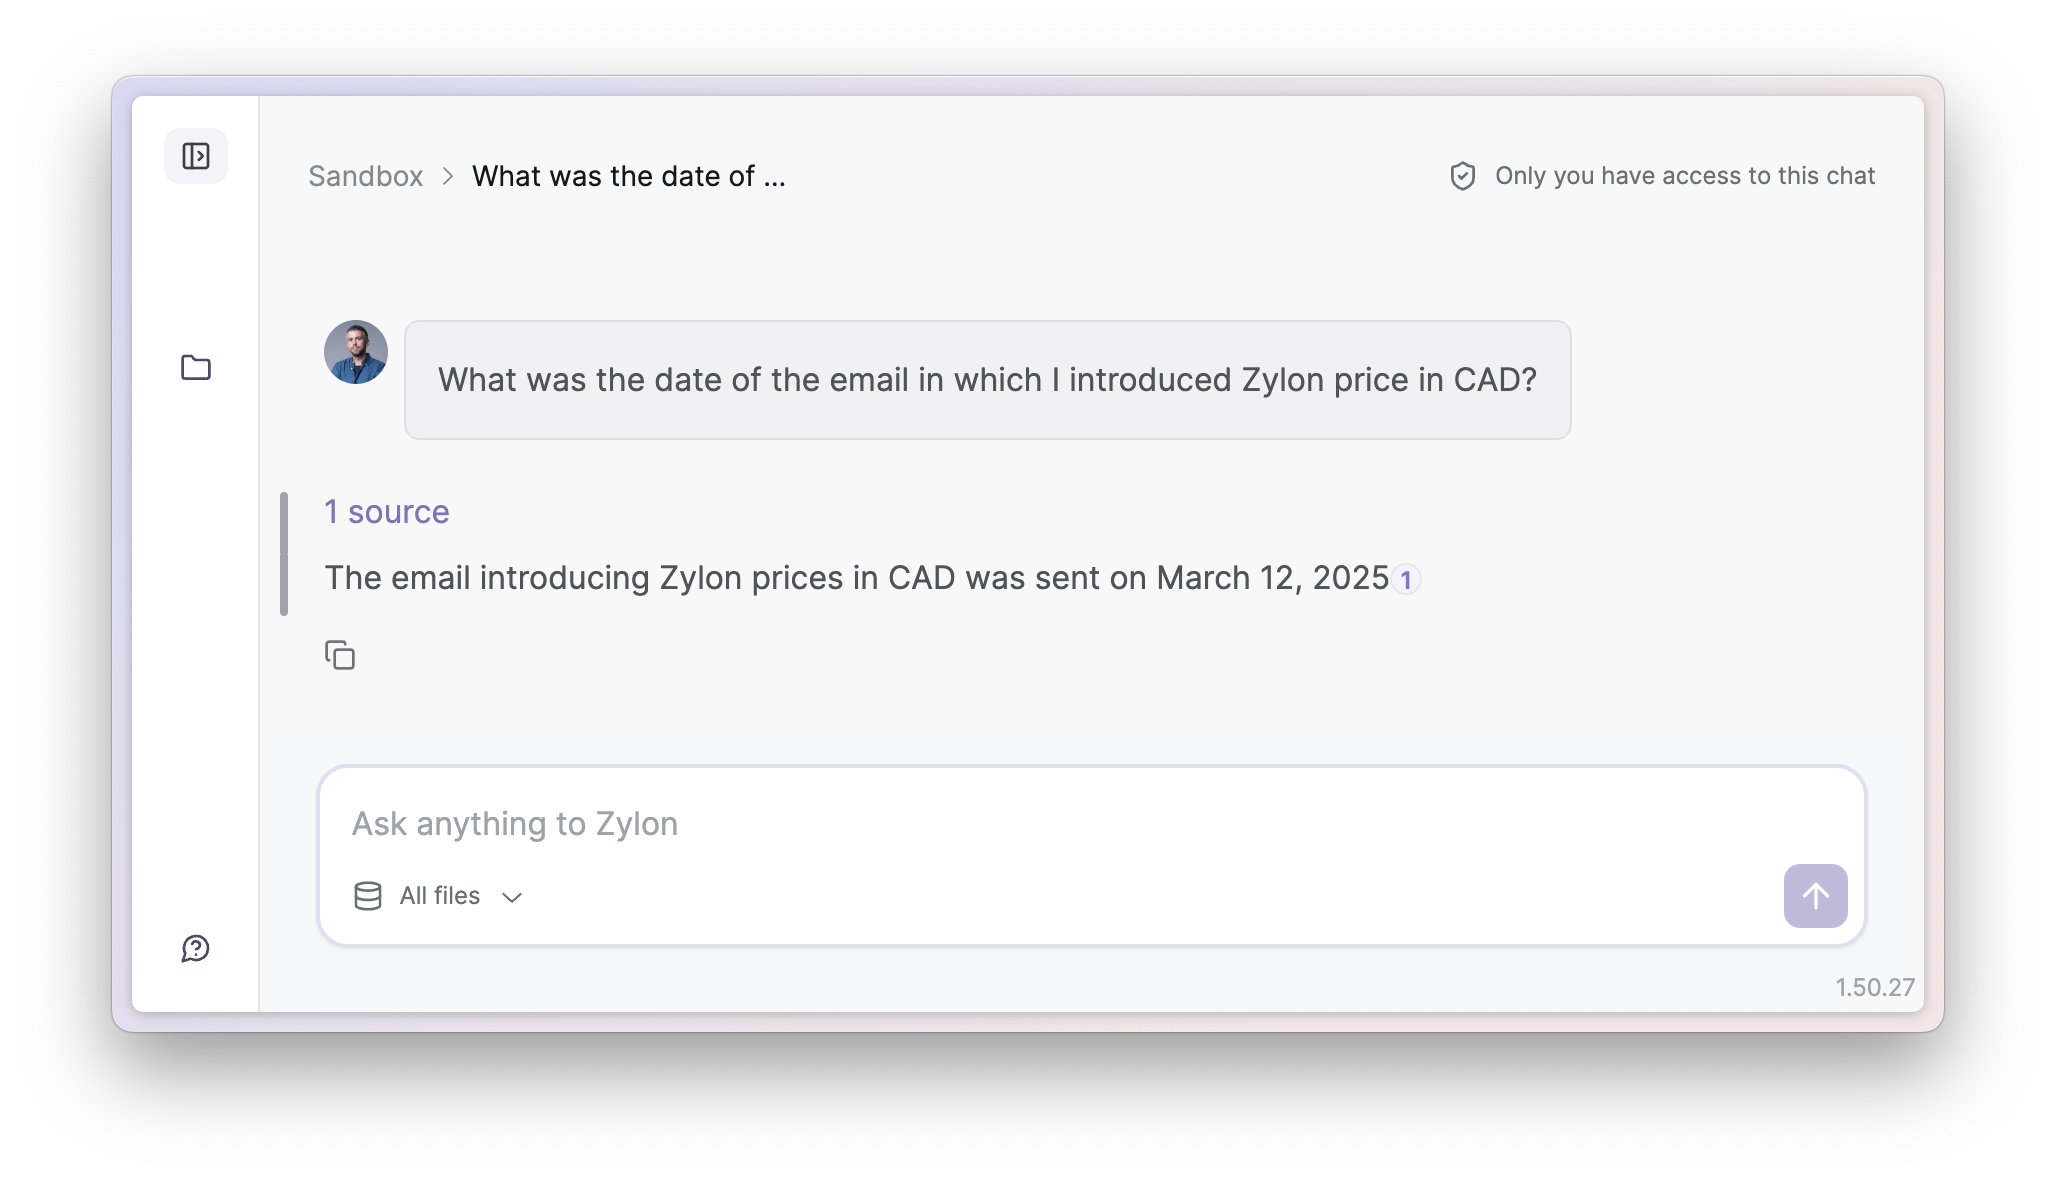 Sandbox > What was the date of ...
Only you have access to this chat
What was the date of the email in which I introduced Zylon price in CAD?
1 source
The email introducing Zylon prices in CAD was sent on March 12, 2025 1
Ask anything to Zylon
All files
1.50.27